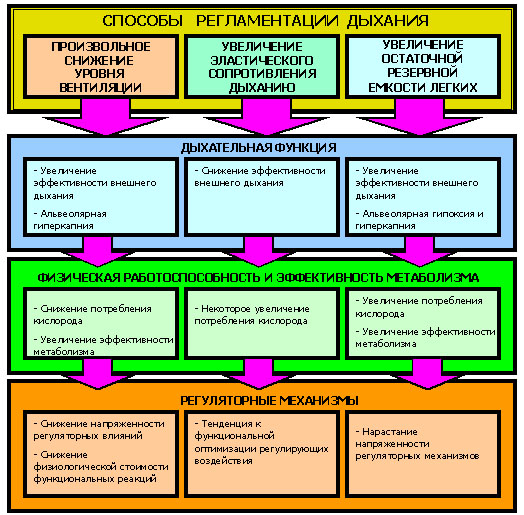 СПОСОБЫ РЕГЛАМЕНТАЦИИ ДЫХАНИЯ
ПРОИЗВОЛЬНОЕ
СНИЖЕНИЕ
УРОВНЯ
ВЕНТИЛЯЦИИ
УВЕЛИЧЕНИЕ
ЭЛАСТИЧЕСКОГО
СОПРОТИВЛЕНИЯ
ДЫХАНИЮ
УВЕЛИЧЕНИЕ
ОСТАТОЧНОЙ
РЕЗЕРВНОЙ
ЕМКОСТИ ЛЕГКИХ
ДЫХАТЕЛЬНАЯ ФУНКЦИЯ
- Увеличение
эффективности внешнего
дыхания
- Альвеолярная
гиперкапния
- Снижение эффективности
внешнего дыхания
- Увеличение
эффективности внешнего
дыхания
- Альвеолярная гипоксия и
гиперкапния
ФИЗИЧЕСКАЯ РАБОТОСПОСОБНОСТЬ И ЭФФЕКТИВНОСТЬ МЕТАБОЛИЗМА
- Снижение потребления
кислорода
- Увеличение эффективности
метаболизма
- Некоторое увеличение
потребления кислорода
- Увеличение потребления
кислорода
- Увеличение эффективности
метаболизма
РЕГУЛЯТОРНЫЕ МЕХАНИЗМЫ
- Снижение напряженности
регуляторных влияний
- Снижение
физиологической стоимости
функциональных реакций
- Тенденция к
функциональной
оптимизации регулирующих
воздействия
- Нарастание
напряженности
регуляторных механизмов